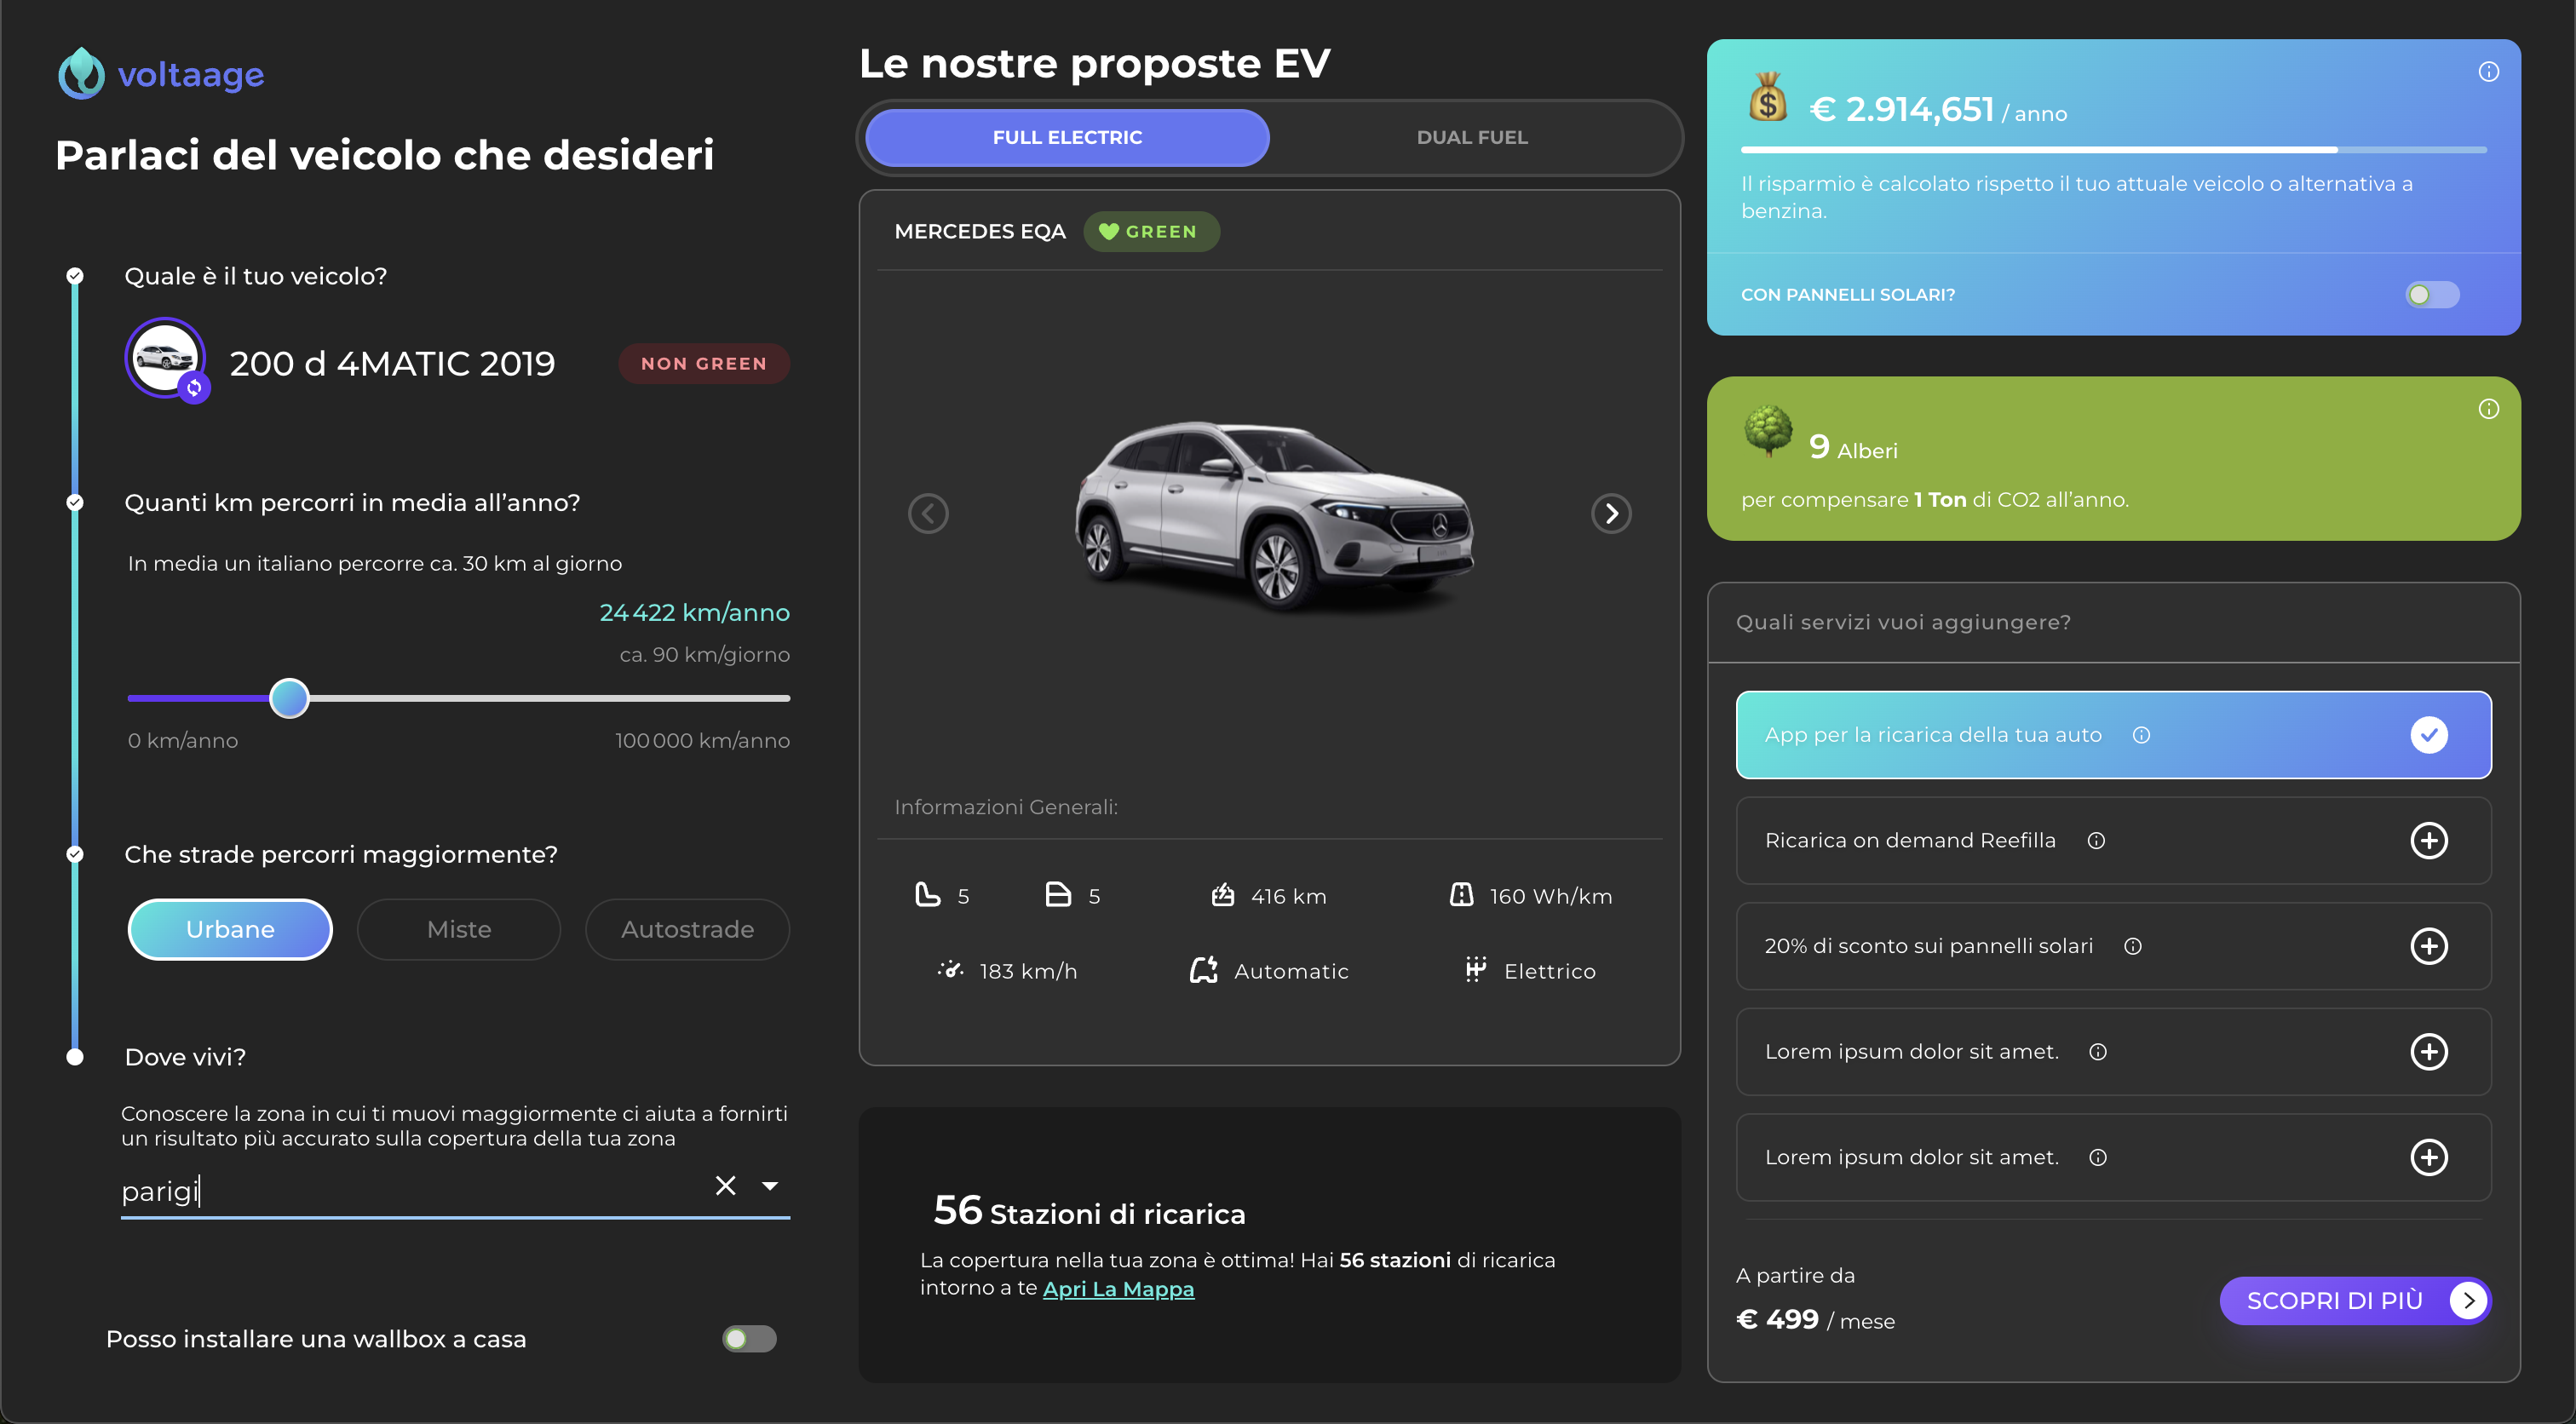 voltaage
Parlaci del veicolo che desideri
Quale è il tuo veicolo?
200 d 4MATIC 2019
NON GREEN
Quanti km percorri in media all'anno?
In media un italiano percorre ca. 30 km al giorno
24 422 km/anno
ca. 90 km/giorno
0 km/anno
100 000 km/anno
Che strade percorri maggiormente?
Urbane
Miste
Autostrade
Dove vivi?
Conoscere la zona in cui ti muovi maggiormente ci aiuta a fornirti
un risultato più accurato sulla copertura della tua zona
parigi
Posso installare una wallbox a casa
Le nostre proposte EV
FULL ELECTRIC
DUAL FUEL
MERCEDES EQA
GREEN
Informazioni Generali:
5
5
416 km
160 Wh/km
183 km/h
Automatic
Elettrico
56 Stazioni di ricarica
La copertura nella tua zona è ottima! Hai 56 stazioni di ricarica
intorno a te Apri La Mappa
€ 2.914,651 / anno
Il risparmio è calcolato rispetto il tuo attuale veicolo o alternativa a
benzina.
CON PANNELLI SOLARI?
9 Alberi
per compensare 1 Ton di CO2 all'anno.
Quali servizi vuoi aggiungere?
App per la ricarica della tua auto
Ricarica on demand Reefilla
20% di sconto sui pannelli solari
Lorem ipsum dolor sit amet.
Lorem ipsum dolor sit amet.
A partire da
€ 499 / mese
SCOPRI DI PIÙ